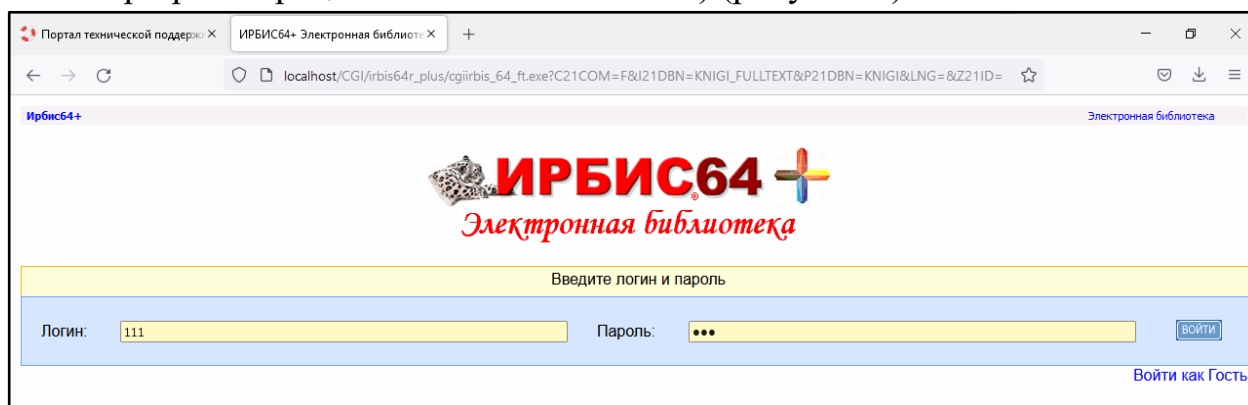 Портал технической поддержк
ИРБИС64+ Электронная библиоте
localhost/CGI/irbis64r_plus/cgiirbis_64_ft.exe?C21COM=F&I21DBN=KNIGI_FULLTEXT&P21DBN=KNIGI&LNG=&Z21ID=
Ирбис64+ Электронная библиотека
ИРБИС64
Электронная библиотека
Введите логин и пароль
Логин: 111 Пароль: ●●● ВОЙТИ
Войти как Гость